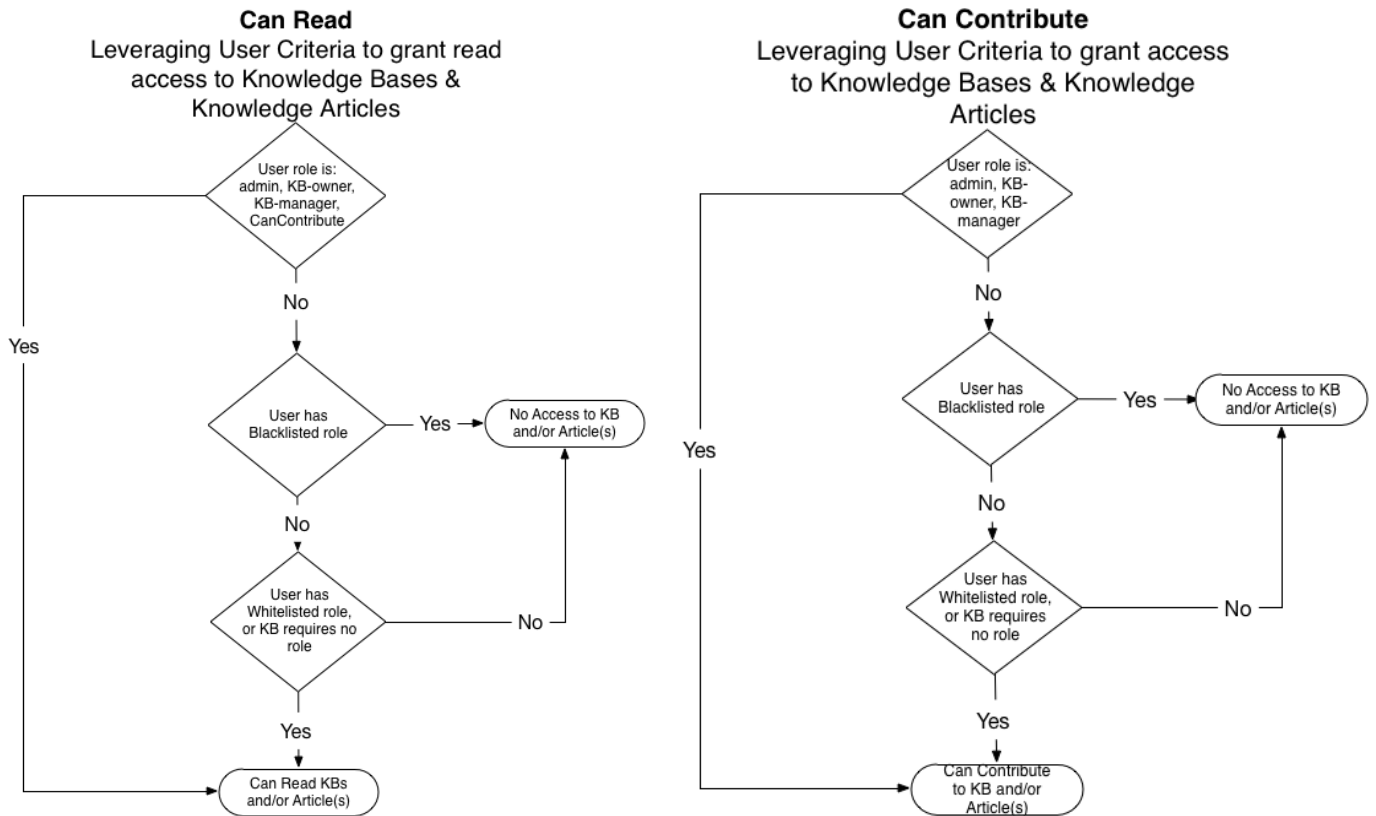 Can Read
Leveraging User Criteria to grant read
access to Knowledge Bases &
Knowledge Articles
User role is:
admin, KB-owner,
KB-manager,
CanContribute
No
Yes
User has
Blacklisted role
Yes
No Access to KB
and/or Article(s)
No
User has
Whitelisted role,
or KB requires no
role
No
Yes
Can Read KBs
and/or Article(s)
Can Contribute
Leveraging User Criteria to grant access
to Knowledge Bases & Knowledge
Articles
User role is:
admin, KB-
owner, KB-
manager
No
User has
Blacklisted role
Yes
No Access to KB
and/or Article(s)
Yes
No
User has
Whitelisted role,
or KB requires
no role
No
Yes
Can Contribute
to KB and/or
Article(s)